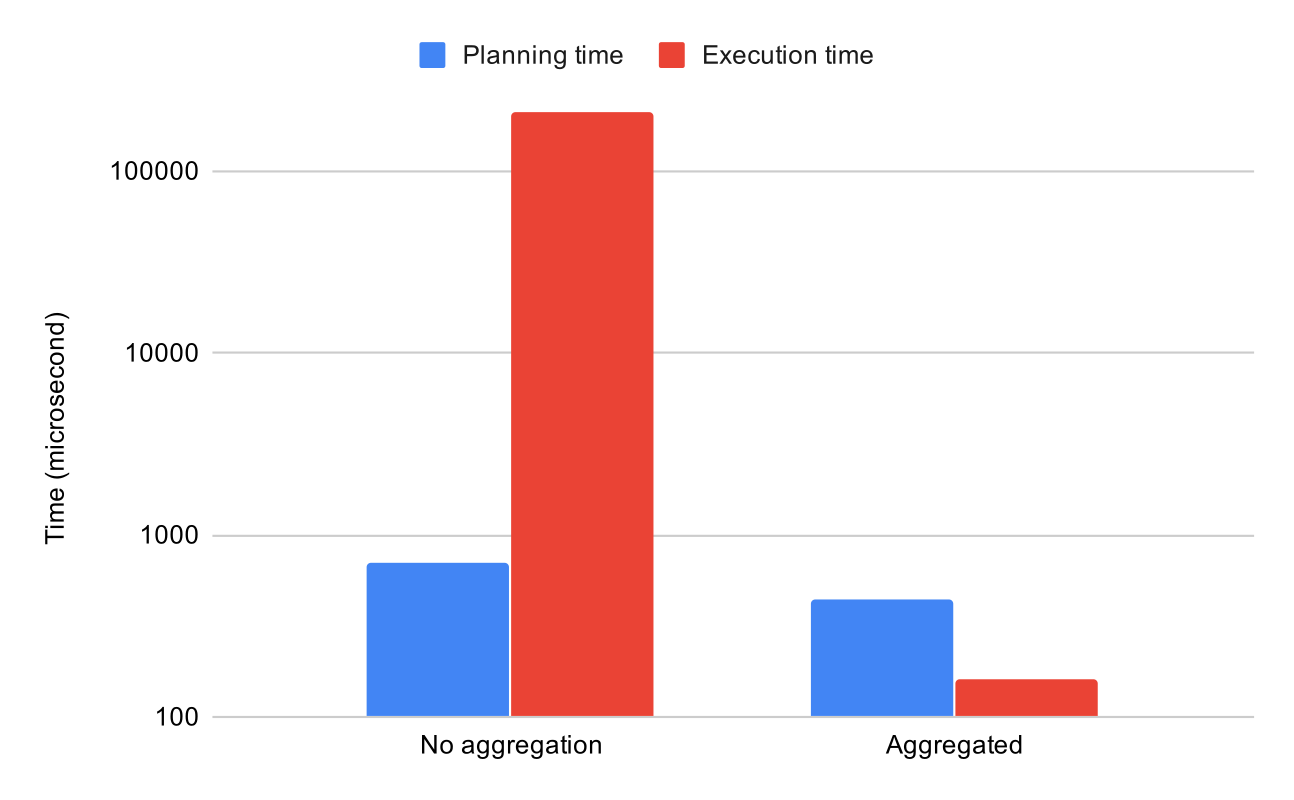 Planning time
Execution time
100000
10000
1000
100
Time (microsecond)
No aggregation
Aggregated